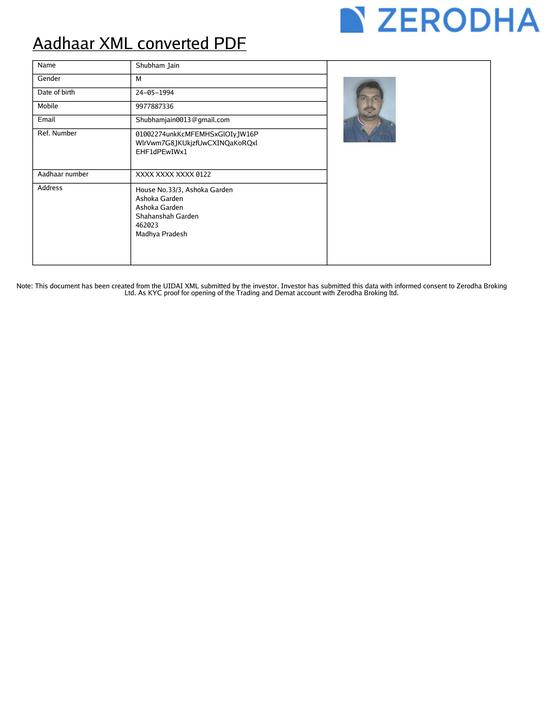 ZERODHA
Aadhaar XML converted PDF
Name Shubham Jain
Gender M
Date of birth 24-05-1994
Mobile 9977887336
Email Shubhamjain0013@gmail.com
Ref. Number 01002274unkKcMFEMHSxGlOIyJW16P
WlrVwm7G8JKUkjzfUwCXINQaKoRQxl
EHF1dPEwIWx1
Aadhaar number XXXX XXXX XXXX 0122
Address House No.33/3, Ashoka Garden
Ashoka Garden
Ashoka Garden
Shahanshah Garden
462023
Madhya Pradesh
Note: This document has been created from the UIDAI XML submitted by the investor. Investor has submitted this data with informed consent to Zerodha Broking
Ltd. As KYC proof for opening of the Trading and Demat account with Zerodha Broking ltd.